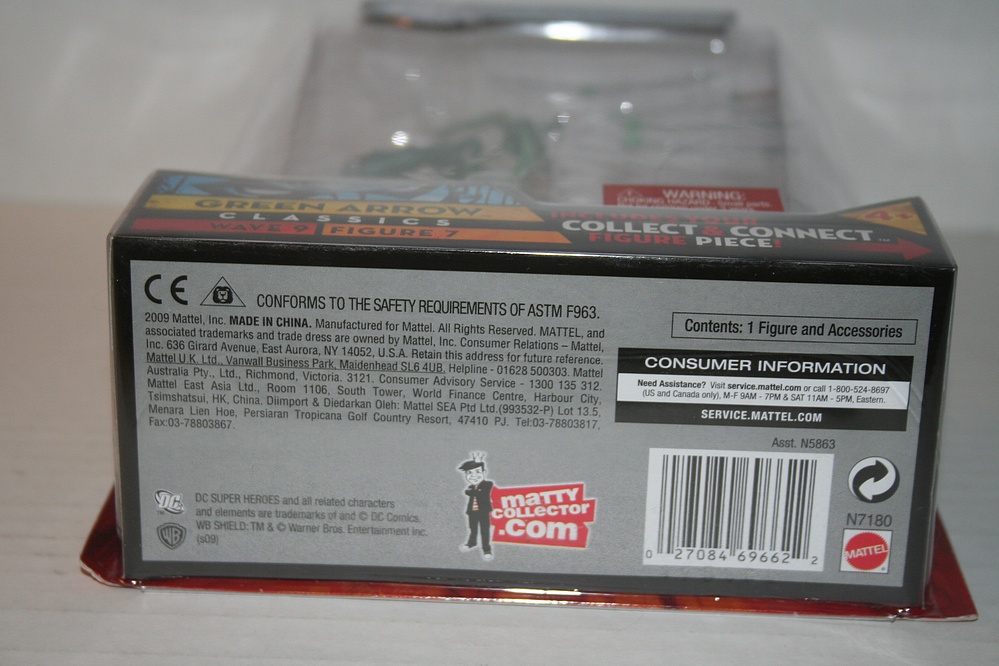 WARNING:
CHOKING HAZARD - Small parts.
GREEN ARROW
CLASSICS
WAVE 9 FIGURE 7
INCLUDES YOUR
COLLECT & CONNECT™
FIGURE PIECE!
4+
CE
CONFORMS TO THE SAFETY REQUIREMENTS OF ASTM F963.
2009 Mattel, Inc. MADE IN CHINA. Manufactured for Mattel. All Rights Reserved. MATTEL, and
associated trademarks and trade dress are owned by Mattel, Inc. Consumer Relations – Mattel,
Inc. 636 Girard Avenue, East Aurora, NY 14052, U.S.A. Retain this address for future reference.
Mattel U.K. Ltd., Vanwall Business Park, Maidenhead SL6 4UB. Helpline - 01628 500303. Mattel
Australia Pty., Ltd., Richmond, Victoria. 3121. Consumer Advisory Service - 1300 135 312.
Mattel East Asia Ltd., Room 1106, South Tower, World Finance Centre, Harbour City,
Tsimshatsui, HK, China. Diimport & Diedarkan Oleh: Mattel SEA Ptd Ltd.(993532-P) Lot 13.5,
Menara Lien Hoe, Persiaran Tropicana Golf Country Resort, 47410 PJ. Tel:03-78803817,
Fax:03-78803867.
Contents: 1 Figure and Accessories
CONSUMER INFORMATION
Need Assistance? Visit service.mattel.com or call 1-800-524-8697
(US and Canada only), M-F 9AM - 7PM & SAT 11AM - 5PM, Eastern.
SERVICE.MATTEL.COM
Asst. N5863
DC
WB
DC SUPER HEROES and all related characters
and elements are trademarks of and © DC Comics.
WB SHIELD: TM & © Warner Bros. Entertainment Inc.
(s09)
matty
COLLECTOR
.com
0 27084 69662 2
N7180
MATTEL